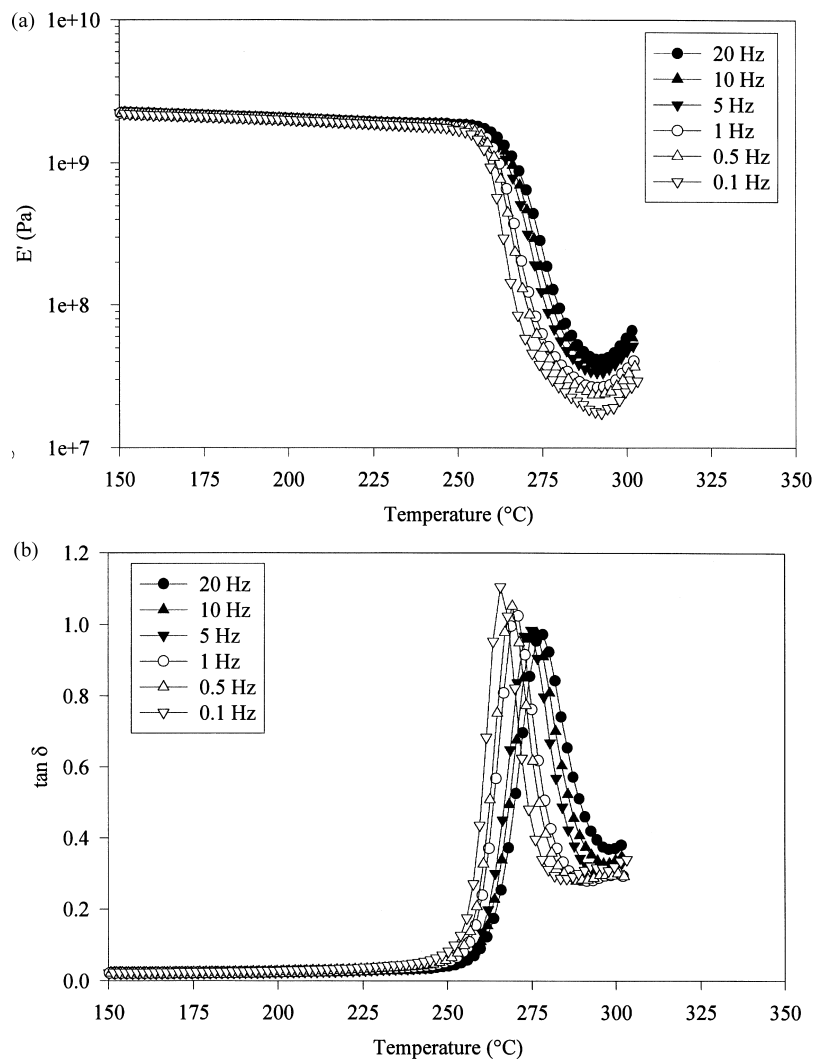 (a)
1e+10
1e+9
1e+8
1e+7
E' (Pa)
20 Hz
10 Hz
5 Hz
1 Hz
0.5 Hz
0.1 Hz
150 175 200 225 250 275 300 325 350
Temperature (°C)
(b)
1.2
1.0
0.8
0.6
0.4
0.2
0.0
tan δ
20 Hz
10 Hz
5 Hz
1 Hz
0.5 Hz
0.1 Hz
150 175 200 225 250 275 300 325 350
Temperature (°C)